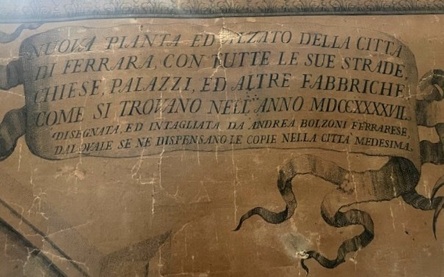 NUOVA PIANTA ED ALZATO DELLA CITTA
DI FERRARA, CON TUTTE LE SUE STRADE,
CHIESE, PALAZZI, ED ALTRE FABBRICHE
COME SI TROVANO NELL' ANNO MDCCXXXXVII
DISEGNATA, ED INTAGLIATA DA ANDREA BOLZONI FERRARESE,
DAL QUALE SE NE DISPENSANO LE COPIE NELLA CITTÀ MEDESIMA.